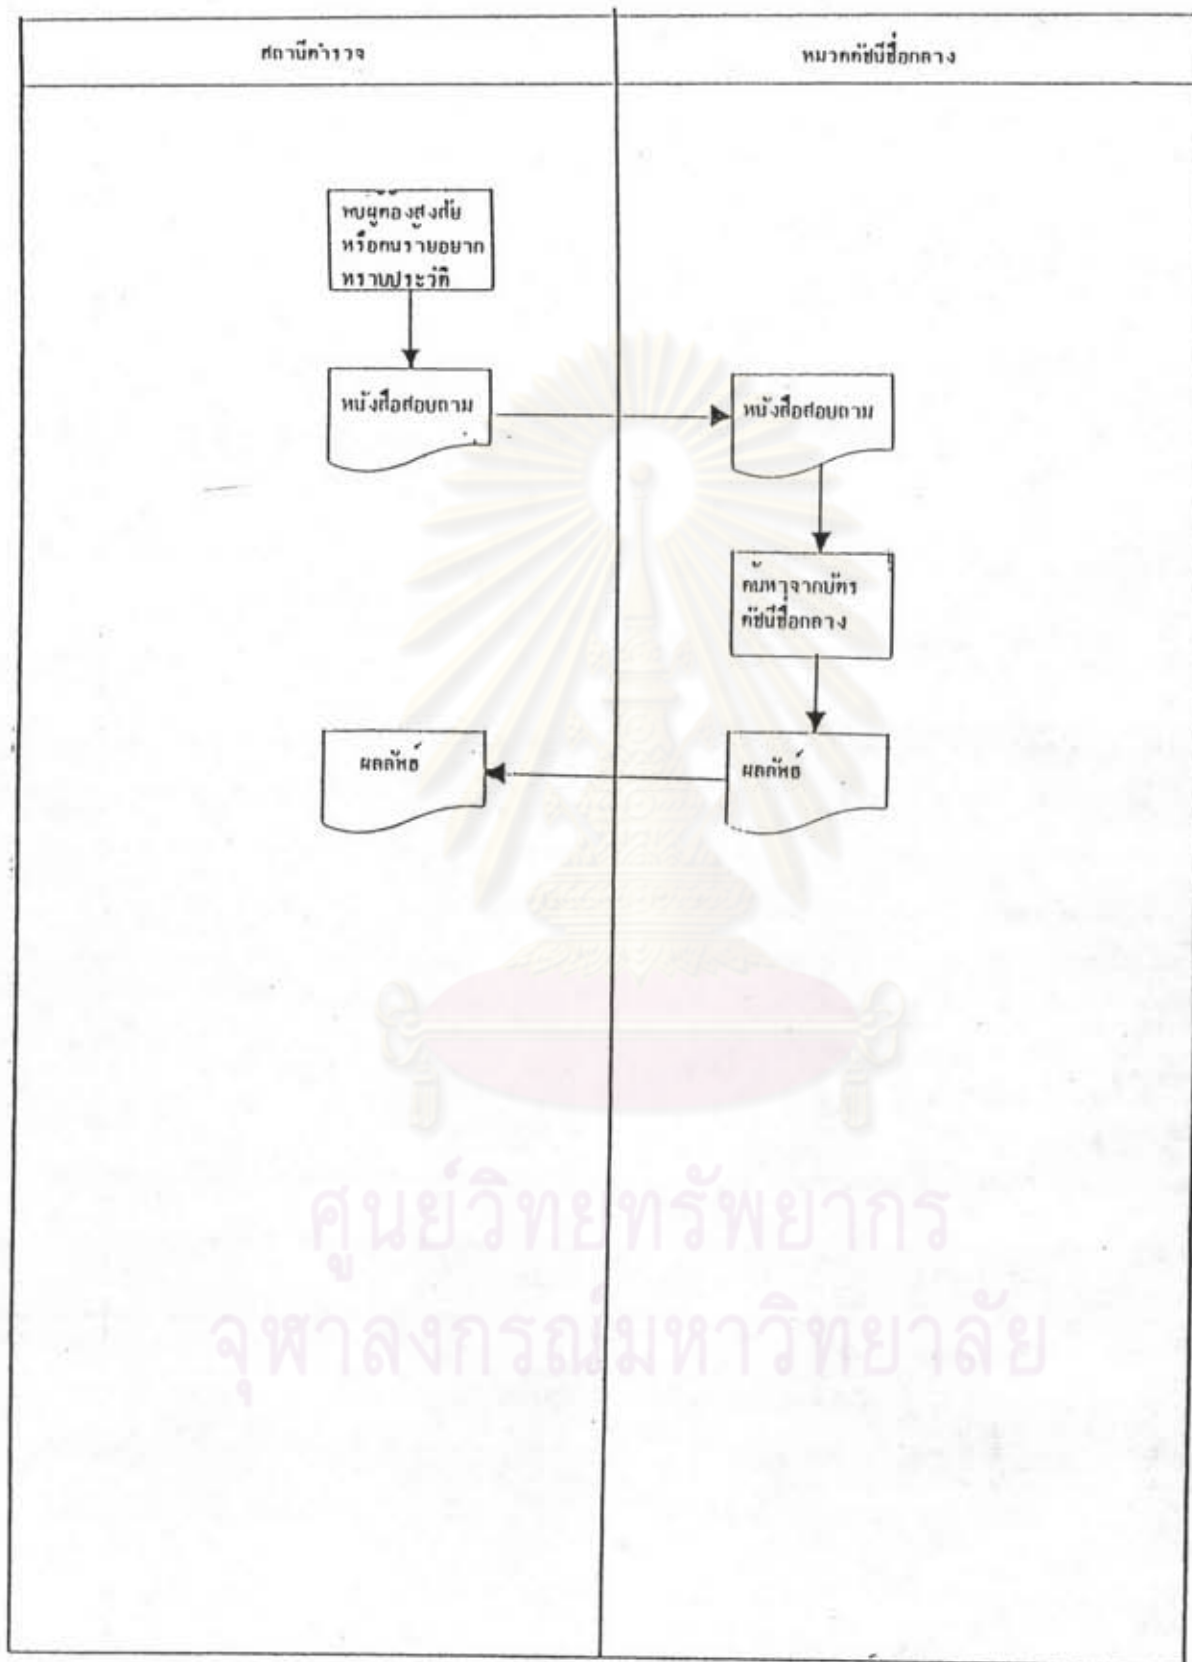 สถานีตำรวจ
หมวดดัชนีชื่อกลาง
พบผู้ต้องสงสัย
หรือคนร้ายอยาก
ทราบประวัติ
หนังสือสอบถาม
หนังสือสอบถาม
ค้นหาจากบัตร
ดัชนีชื่อกลาง
ผลลัพธ์
ผลลัพธ์
ศูนย์วิทยทรัพยากร
จุฬาลงกรณ์มหาวิทยาลัย